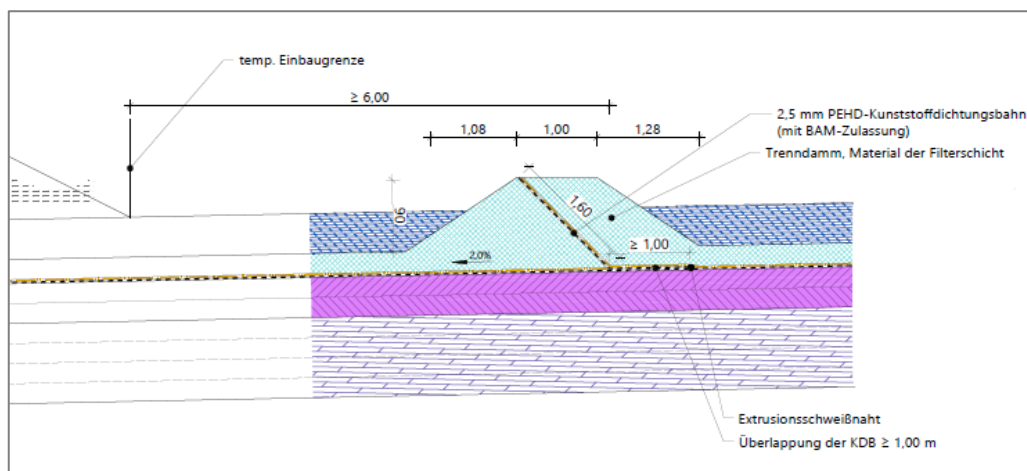 temp. Einbaugrenze
≥ 6,00
2,5 mm PEHD-Kunststoffdichtungsbahn
(mit BAM-Zulassung)
1,08
1,00
1,28
Trenndamm, Material der Filterschicht
90
1,60
≥ 1,00
2,0%
Extrusionsschweißnaht
Überlappung der KDB ≥ 1,00 m